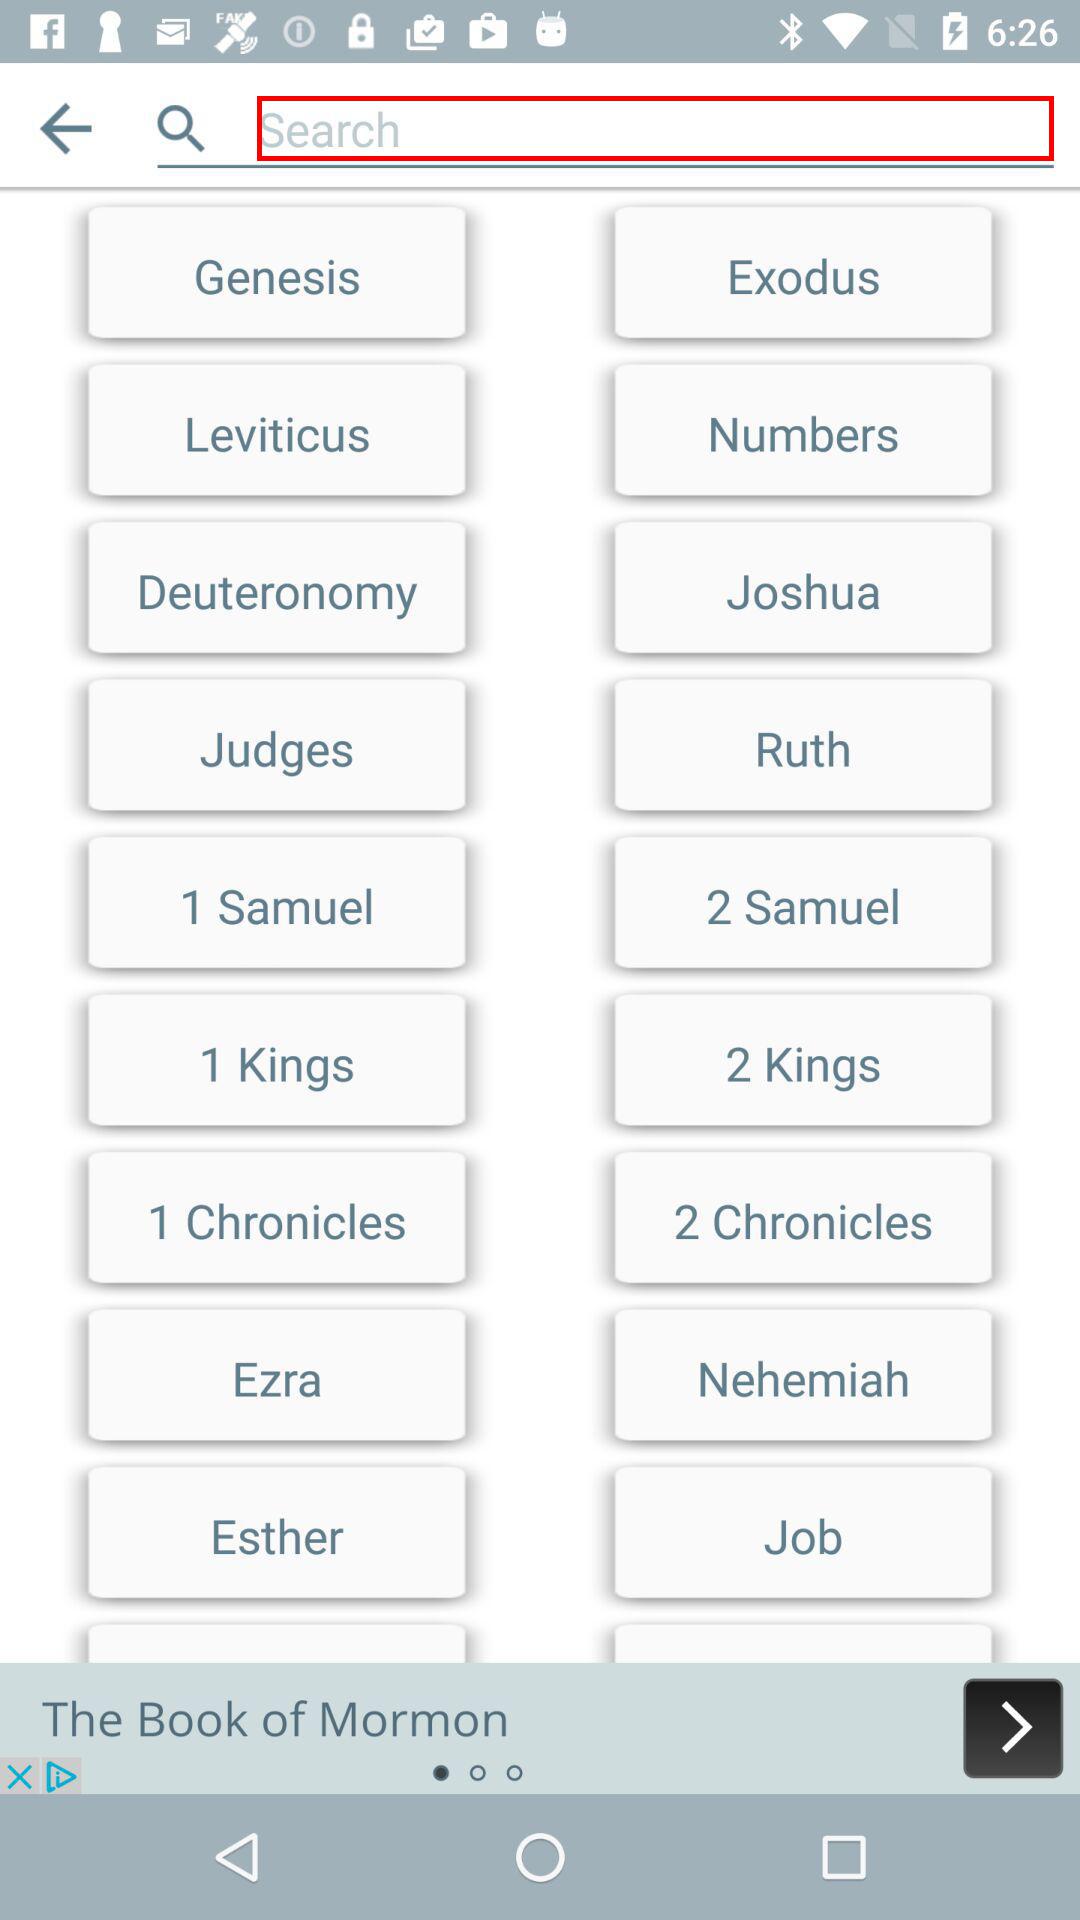 FAKE
6:26
Search
Genesis
Exodus
Leviticus
Numbers
Deuteronomy
Joshua
Judges
Ruth
1 Samuel
2 Samuel
1 Kings
2 Kings
1 Chronicles
2 Chronicles
Ezra
Nehemiah
Esther
Job
The Book of Mormon